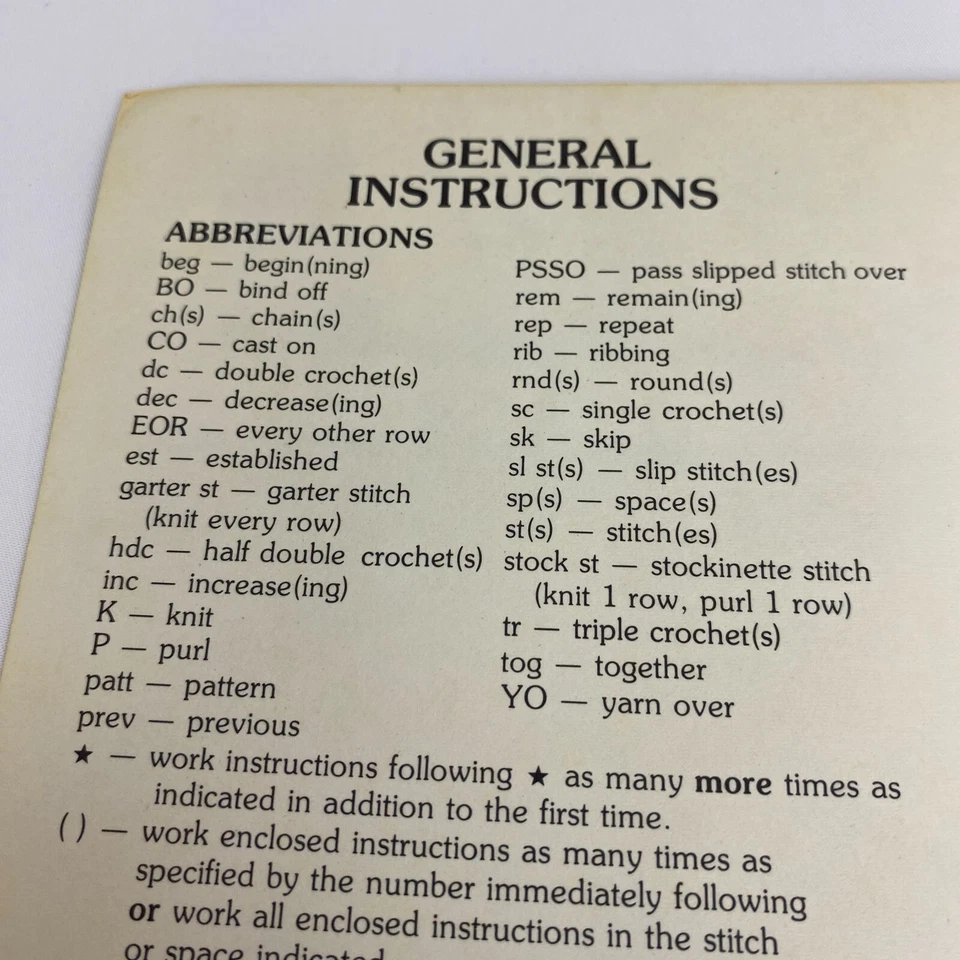 GENERAL
INSTRUCTIONS
ABBREVIATIONS
beg — begin(ning)
BO — bind off
ch(s) — chain(s)
CO — cast on
dc — double crochet(s)
dec — decrease(ing)
EOR — every other row
est — established
garter st — garter stitch
(knit every row)
hdc — half double crochet(s)
inc — increase(ing)
K — knit
P — purl
patt — pattern
prev — previous
PSSO — pass slipped stitch over
rem — remain(ing)
rep — repeat
rib — ribbing
rnd(s) — round(s)
sc — single crochet(s)
sk — skip
sl st(s) — slip stitch(es)
sp(s) — space(s)
st(s) — stitch(es)
stock st — stockinette stitch
(knit 1 row, purl 1 row)
tr — triple crochet(s)
tog — together
YO — yarn over
★ — work instructions following ★ as many more times as
indicated in addition to the first time.
( ) — work enclosed instructions as many times as
specified by the number immediately following
or work all enclosed instructions in the stitch
or space indicated